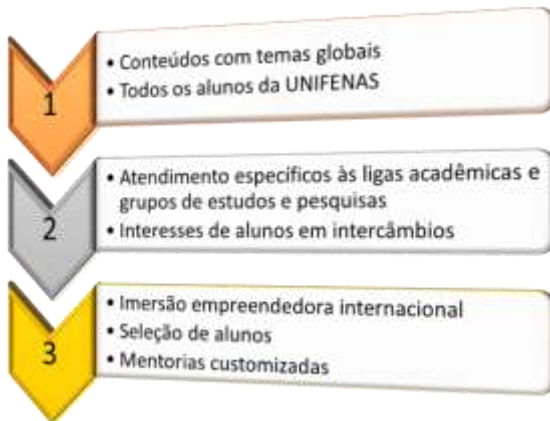 1
• Conteúdos com temas globais
• Todos os alunos da UNIFENAS
2
• Atendimento específicos às ligas acadêmicas e
grupos de estudos e pesquisas
• Interesses de alunos em intercâmbios
3
• Imersão empreendedora internacional
• Seleção de alunos
• Mentorias customizadas